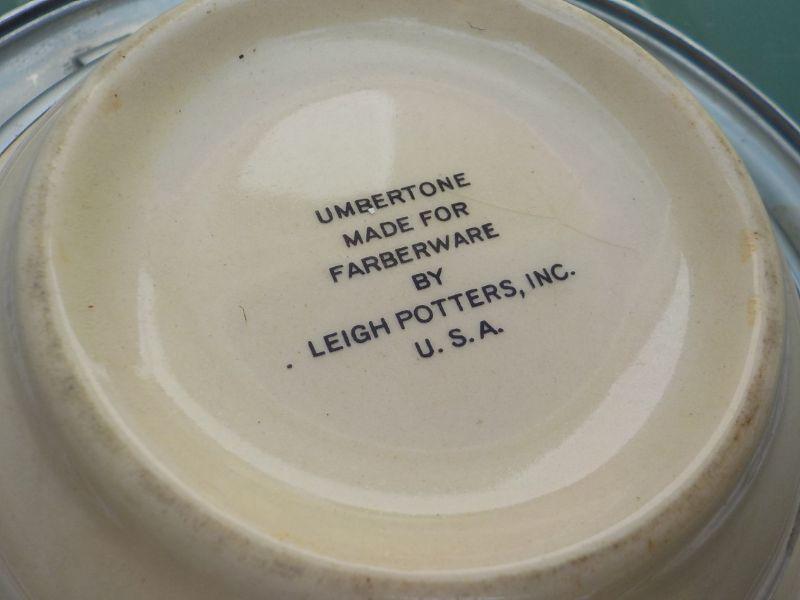 UMBERTONE
MADE FOR
FARBERWARE
BY
LEIGH POTTERS, INC.
U. S. A.